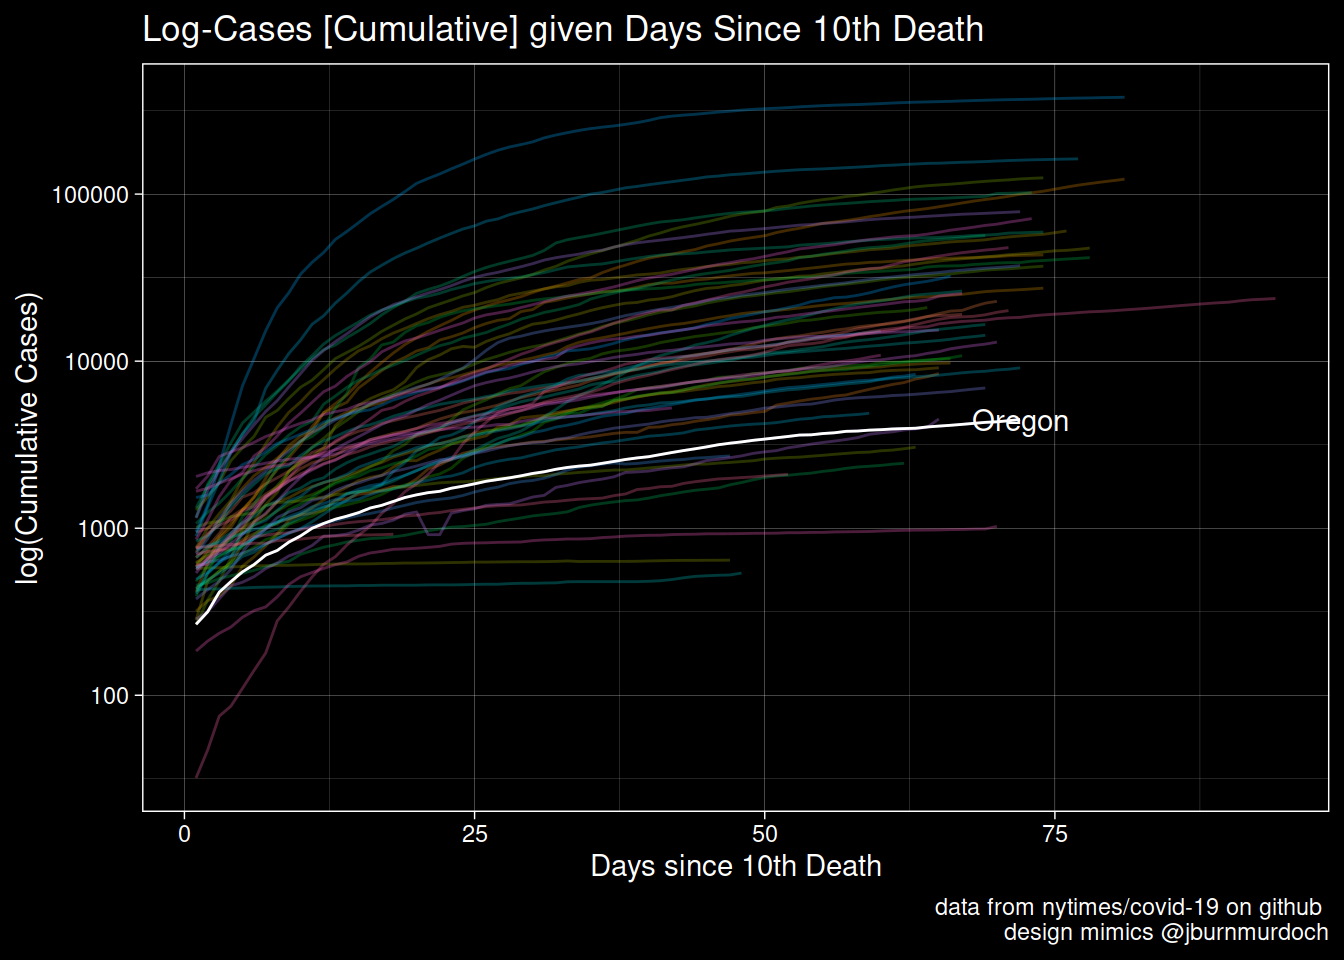 Log-Cases [Cumulative] given Days Since 10th Death
log(Cumulative Cases)
100000
10000
1000
100
Oregon
0 25 50 75
Days since 10th Death
data from nytimes/covid-19 on github
design mimics @jburnmurdoch